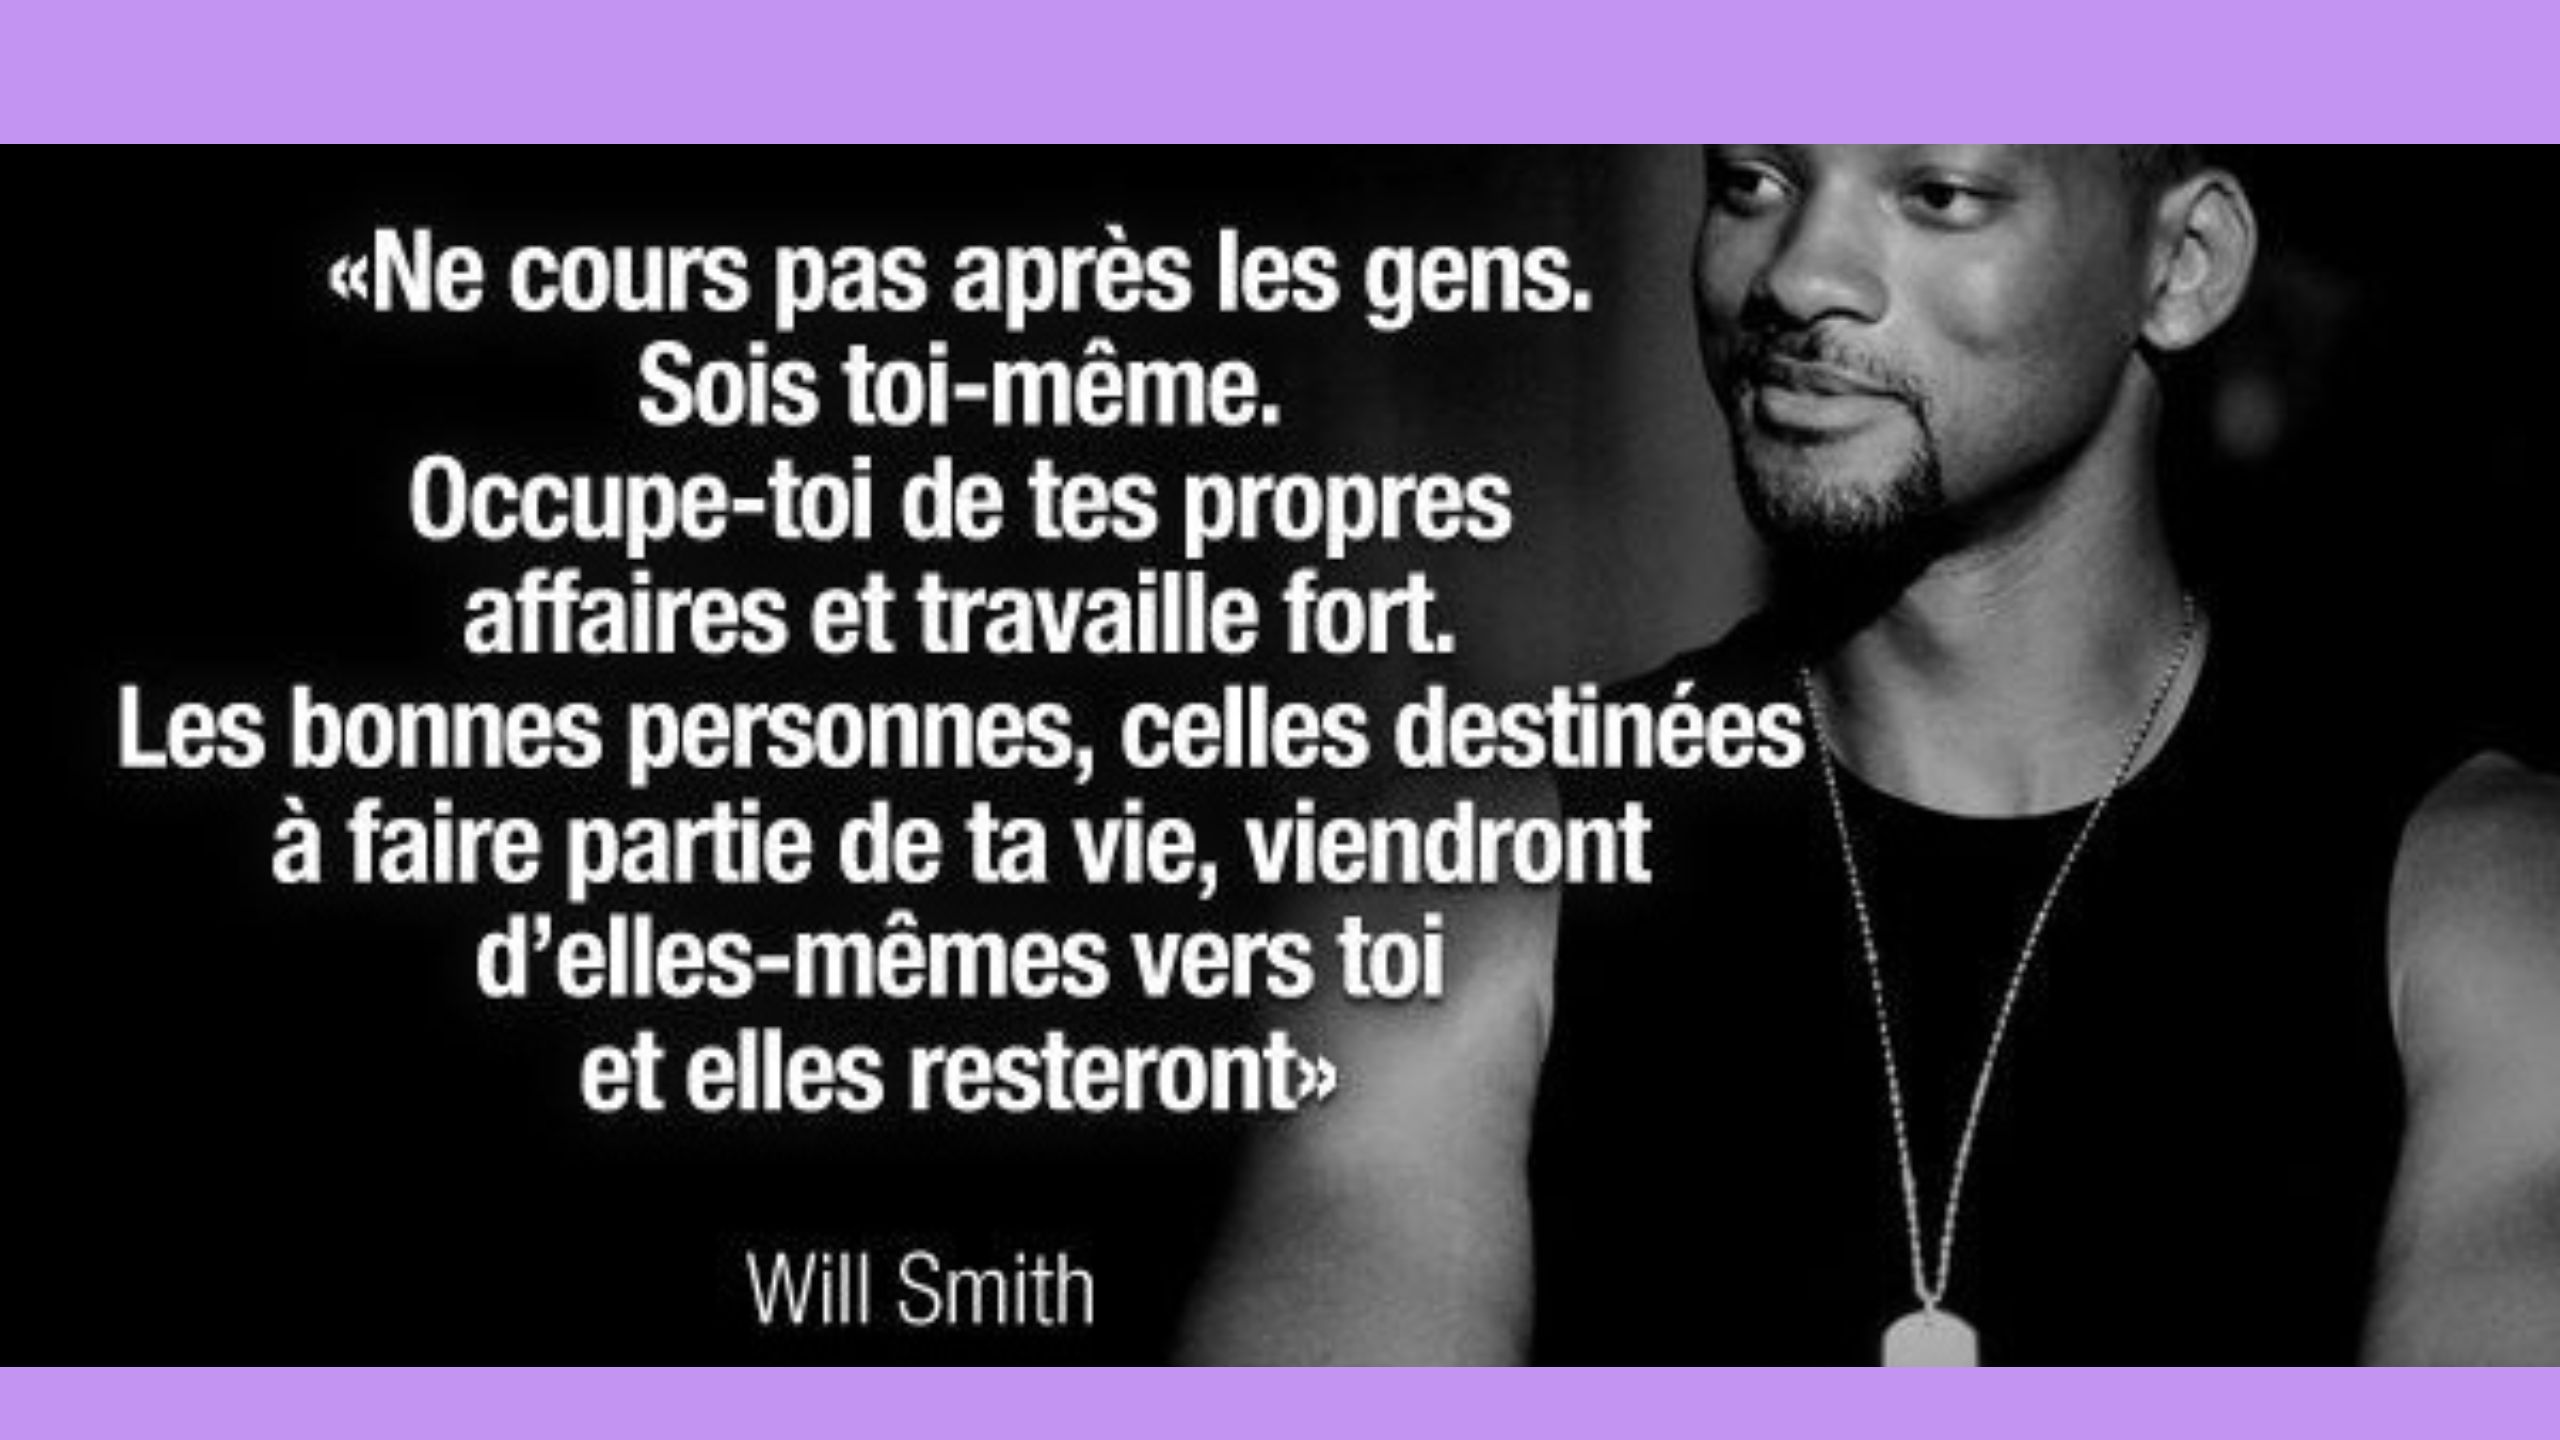 «Ne cours pas après les gens.
Sois toi-même.
Occupe-toi de tes propres
affaires et travaille fort.
Les bonnes personnes, celles destinées
à faire partie de ta vie, viendront
d’elles-mêmes vers toi
et elles resteront»
Will Smith